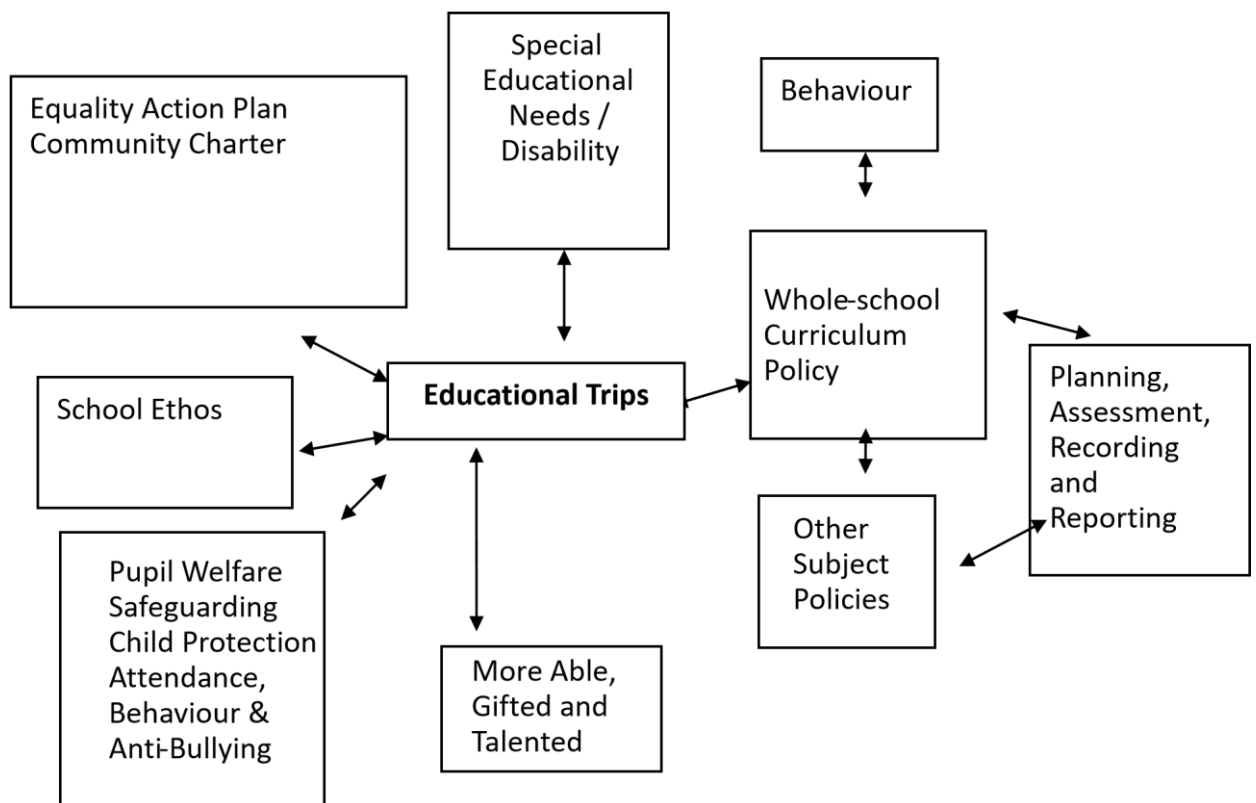 Special
Educational
Needs /
Disability
Equality Action Plan
Community Charter
Behaviour
Whole-school
Curriculum
Policy
Educational Trips
School Ethos
Planning,
Assessment,
Recording
and
Reporting
Other
Subject
Policies
Pupil Welfare
Safeguarding
Child Protection
Attendance,
Behaviour &
Anti-Bullying
More Able,
Gifted and
Talented